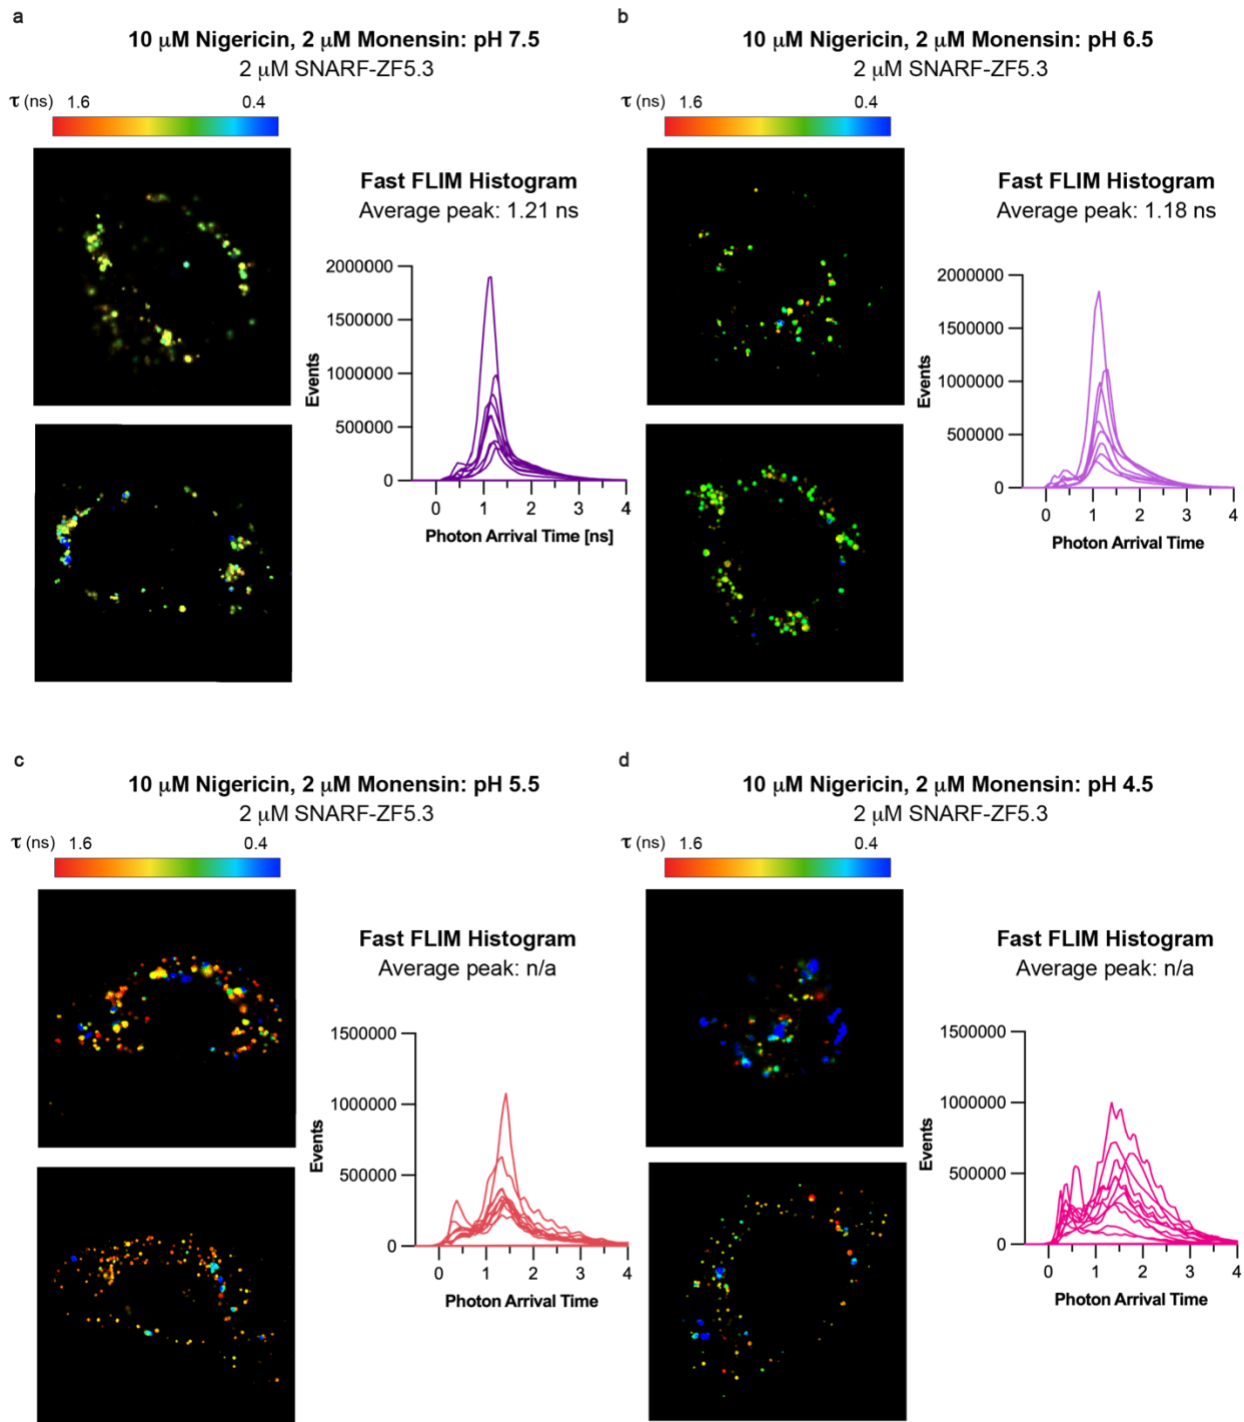 a
10 μM Nigericin, 2 μM Monensin: pH 7.5
2 μM SNARF-ZF5.3
τ (ns) 1.6 0.4
Fast FLIM Histogram
Average peak: 1.21 ns
2000000
1500000
1000000
500000
0
Events
0 1 2 3 4
Photon Arrival Time [ns]
b
10 μM Nigericin, 2 μM Monensin: pH 6.5
2 μM SNARF-ZF5.3
τ (ns) 1.6 0.4
Fast FLIM Histogram
Average peak: 1.18 ns
2000000
1500000
1000000
500000
0
Events
0 1 2 3 4
Photon Arrival Time
c
10 μM Nigericin, 2 μM Monensin: pH 5.5
2 μM SNARF-ZF5.3
τ (ns) 1.6 0.4
Fast FLIM Histogram
Average peak: n/a
1500000
1000000
500000
0
Events
0 1 2 3 4
Photon Arrival Time
d
10 μM Nigericin, 2 μM Monensin: pH 4.5
2 μM SNARF-ZF5.3
τ (ns) 1.6 0.4
Fast FLIM Histogram
Average peak: n/a
1500000
1000000
500000
0
Events
0 1 2 3 4
Photon Arrival Time